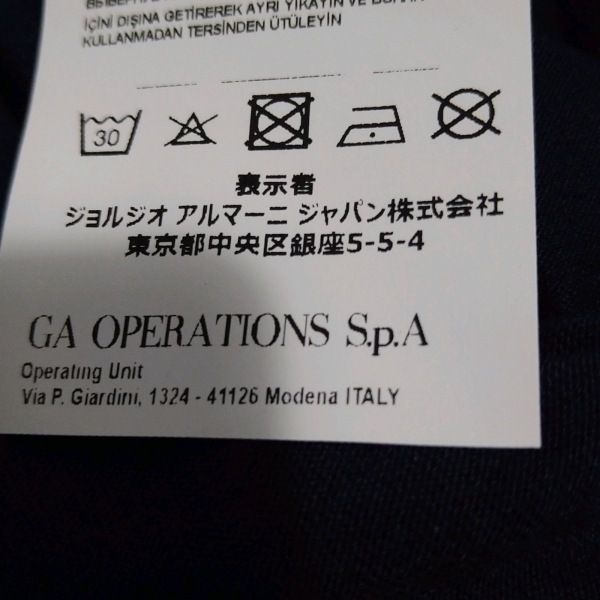 İÇİNİ DIŞINA GETİREREK AYRI YIKAYIN VE
KULLANMADAN TERSİNDEN ÜTÜLEYİN
30
表示者
ジョルジオ アルマーニ ジャパン株式会社
東京都中央区銀座5-5-4
GA OPERATIONS S.p.A
Operating Unit
Via P. Giardini, 1324 - 41126 Modena ITALY